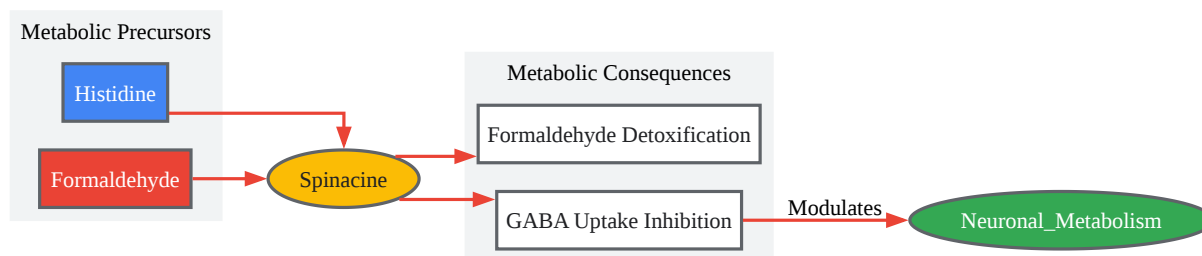 Metabolic Precursors
Histidine
Formaldehyde
Spinacine
Metabolic Consequences
Formaldehyde Detoxification
GABA Uptake Inhibition
Modulates
Neuronal_Metabolism